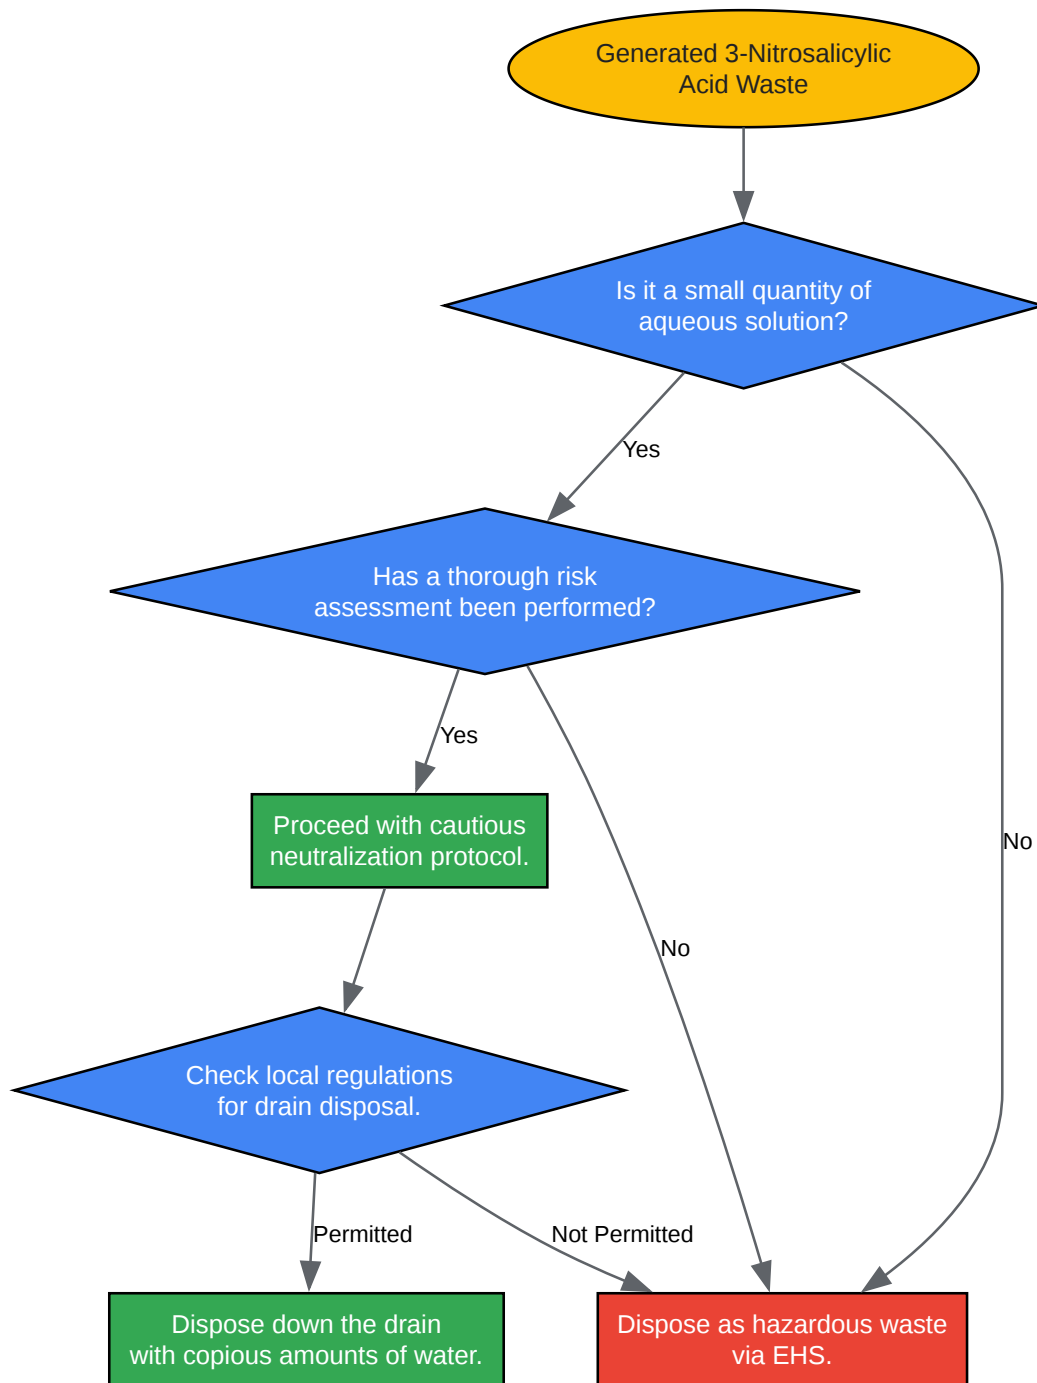 Generated 3-Nitrosalicylic
Acid Waste
Is it a small quantity of
aqueous solution?
Yes
Has a thorough risk
assessment been performed?
Yes
Proceed with cautious
neutralization protocol.
No
No
Check local regulations
for drain disposal.
Permitted
Not Permitted
Dispose down the drain
with copious amounts of water.
Dispose as hazardous waste
via EHS.